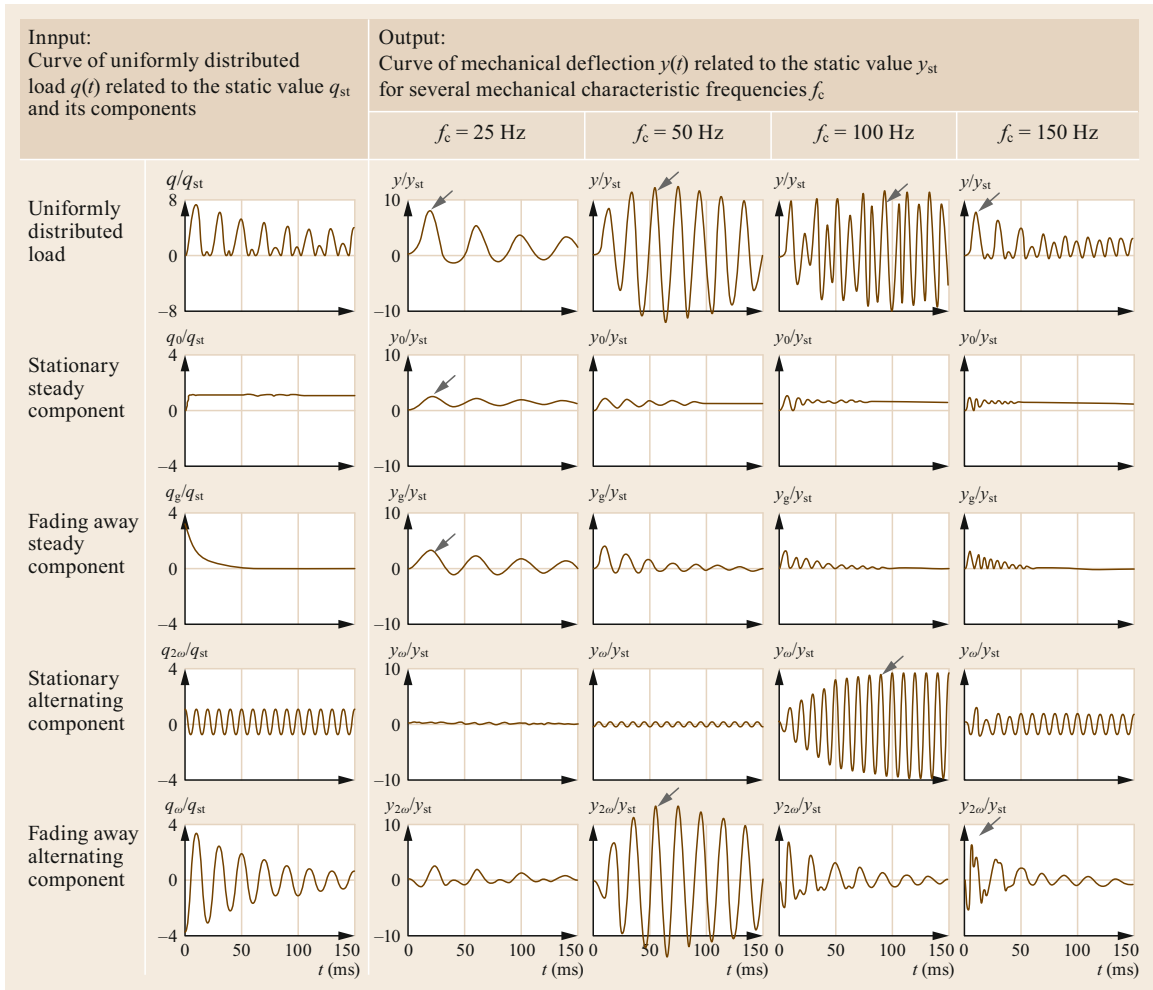 Innput:
Curve of uniformly distributed
load q(t) related to the static value qst
and its components
Output:
Curve of mechanical deflection y(t) related to the static value yst
for several mechanical characteristic frequencies fc
fc = 25 Hz
fc = 50 Hz
fc = 100 Hz
fc = 150 Hz
Uniformly
distributed
load
q/qst
8
0
–8
y/yst
10
0
–10
y/yst
y/yst
y/yst
Stationary
steady
component
q0/qst
4
0
–4
y0/yst
10
0
–10
y0/yst
y0/yst
y0/yst
Fading away
steady
component
qg/qst
4
0
–4
yg/yst
10
0
–10
yg/yst
yg/yst
yg/yst
Stationary
alternating
component
q2ω/qst
4
0
–4
yω/yst
10
0
–10
yω/yst
yω/yst
yω/yst
Fading away
alternating
component
qω/qst
4
0
–4
y2ω/yst
10
0
–10
y2ω/yst
y2ω/yst
y2ω/yst
0 50 100 150
t (ms)
0 50 100 150
t (ms)
0 50 100 150
t (ms)
0 50 100 150
t (ms)
0 50 100 150
t (ms)